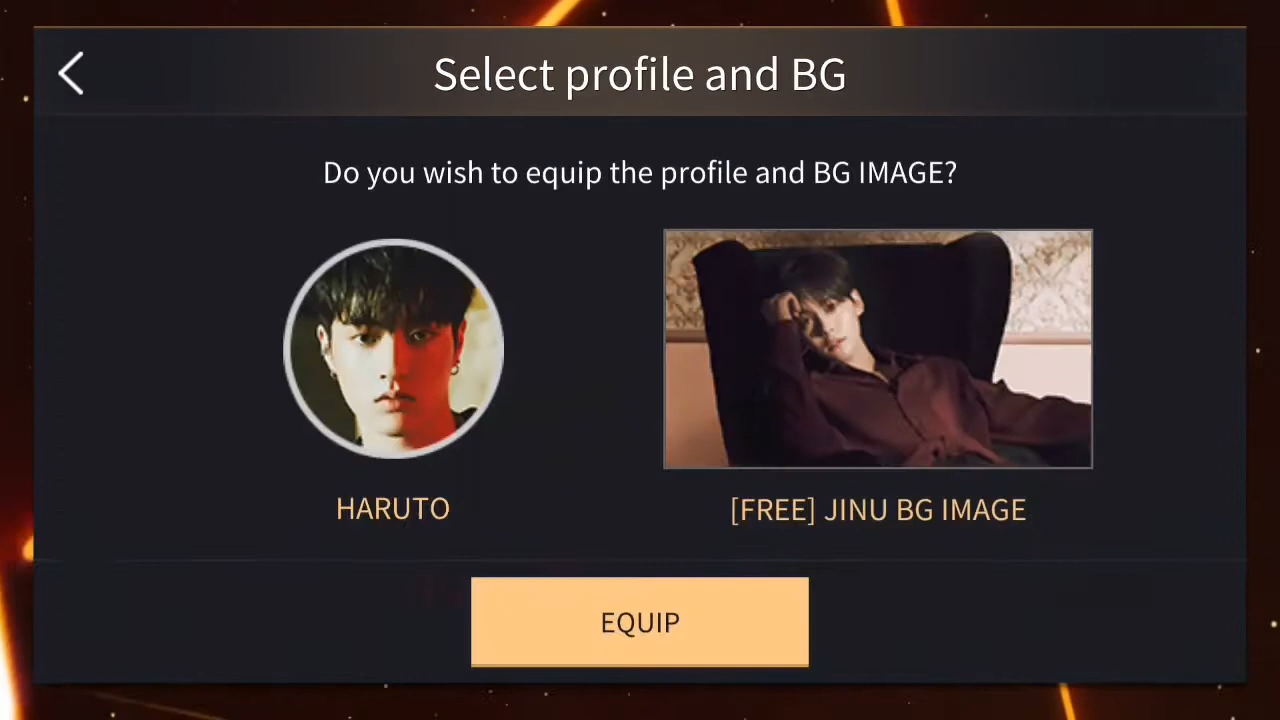 Select profile and BG
Do you wish to equip the profile and BG IMAGE?
HARUTO
[FREE] JINU BG IMAGE
EQUIP